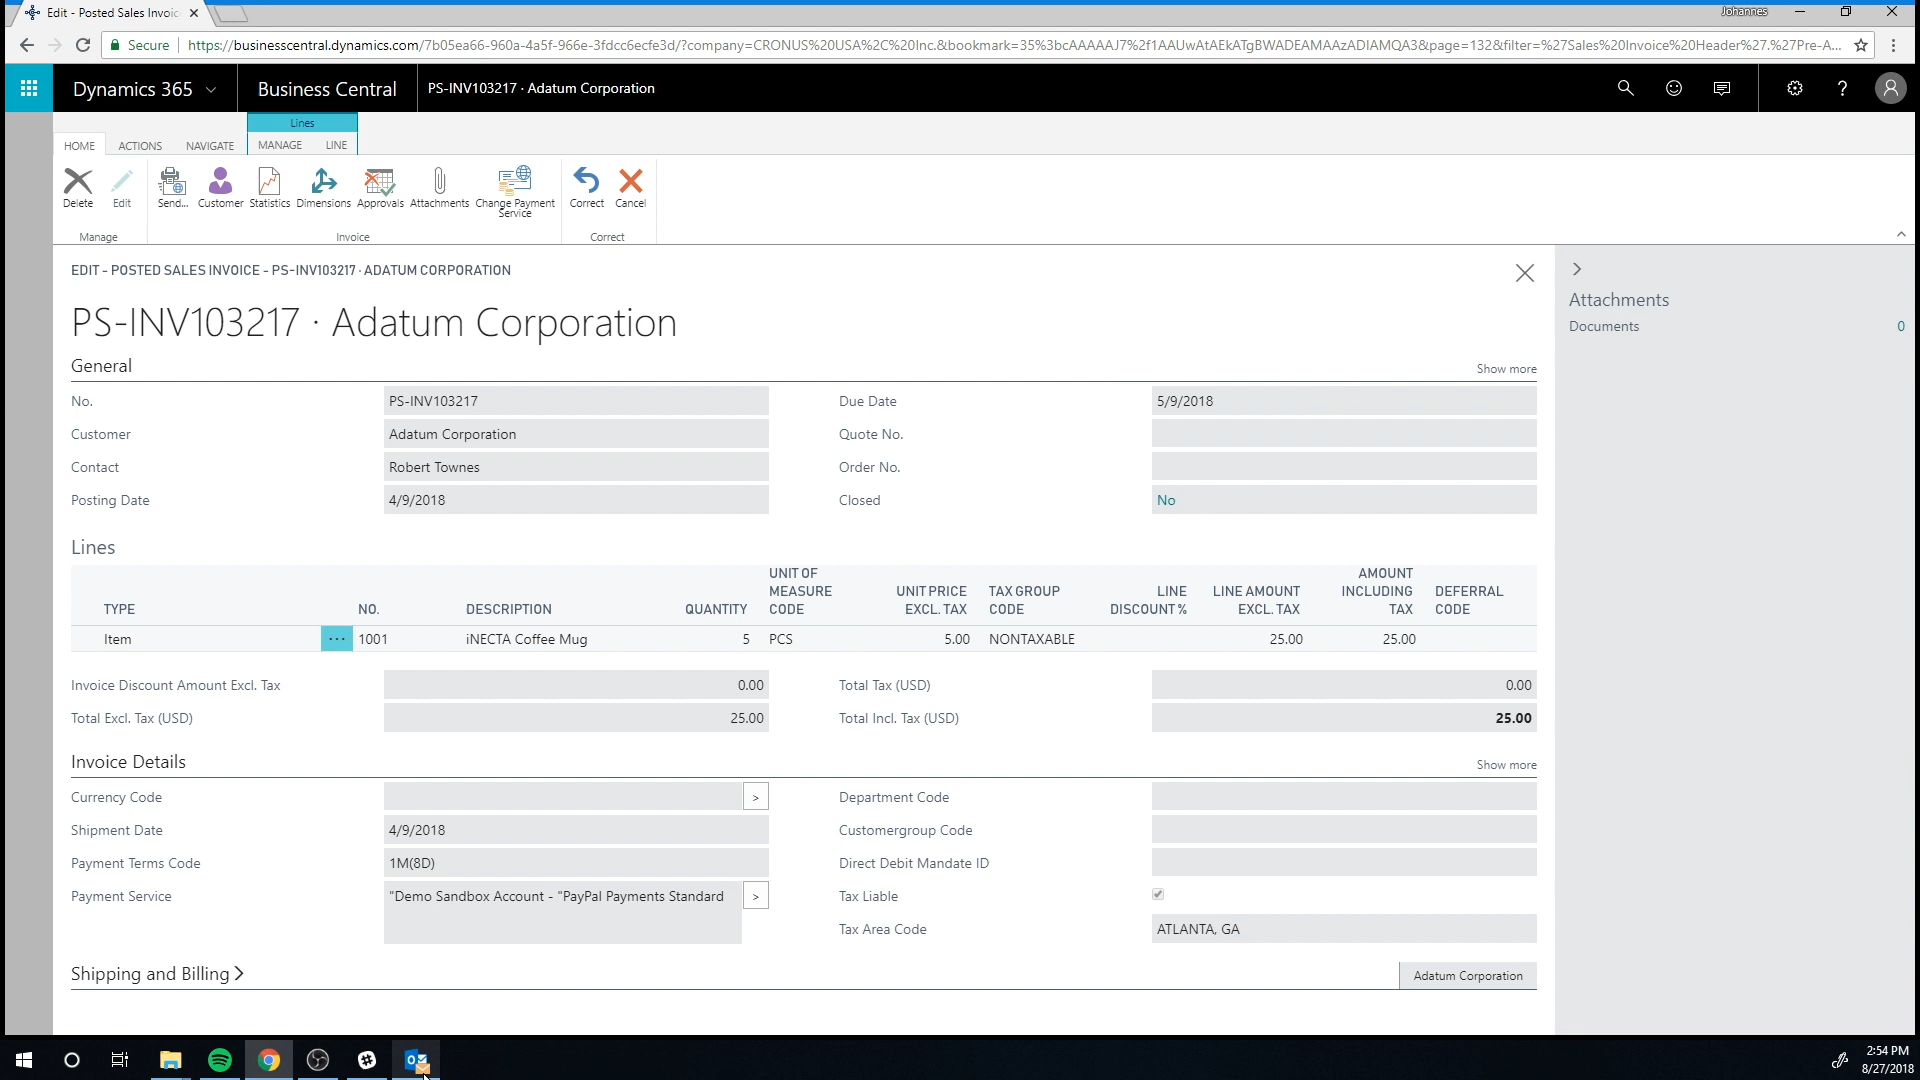 Edit - Posted Sales Invoic
Johannes
Secure
https://businesscentral.dynamics.com/7b05ea66-960a-4a5f-966e-3fdcc6ecfe3d/?company=CRONUS%20USA%2C%20Inc.&bookmark=35%3bcAAAAAJ7%2f1AAUwAtAEkATgBWADEAMAAzADIAMQA3&page=132&filter=%27Sales%20Invoice%20Header%27.%27Pre-A...
Dynamics 365
Business Central
PS-INV103217 · Adatum Corporation
?
Lines
HOME ACTIONS NAVIGATE MANAGE LINE
Delete Edit Send... Customer Statistics Dimensions Approvals Attachments Change Payment Correct Cancel
Service
Manage Invoice Correct
EDIT - POSTED SALES INVOICE - PS-INV103217 · ADATUM CORPORATION
PS-INV103217 · Adatum Corporation
Attachments
Documents 0
General Show more
No. PS-INV103217 Due Date 5/9/2018
Customer Adatum Corporation Quote No.
Contact Robert Townes Order No.
Posting Date 4/9/2018 Closed No
Lines
UNIT OF AMOUNT
MEASURE UNIT PRICE TAX GROUP LINE LINE AMOUNT INCLUDING DEFERRAL
TYPE NO. DESCRIPTION QUANTITY CODE EXCL. TAX CODE DISCOUNT % EXCL. TAX TAX CODE
Item ... 1001 iNECTA Coffee Mug 5 PCS 5.00 NONTAXABLE 25.00 25.00
Invoice Discount Amount Excl. Tax 0.00 Total Tax (USD) 0.00
Total Excl. Tax (USD) 25.00 Total Incl. Tax (USD) 25.00
Invoice Details Show more
Currency Code > Department Code
Shipment Date 4/9/2018 Customergroup Code
Payment Terms Code 1M(8D) Direct Debit Mandate ID
Payment Service "Demo Sandbox Account - "PayPal Payments Standard > Tax Liable
Tax Area Code ATLANTA, GA
Shipping and Billing > Adatum Corporation
2:54 PM
8/27/2018